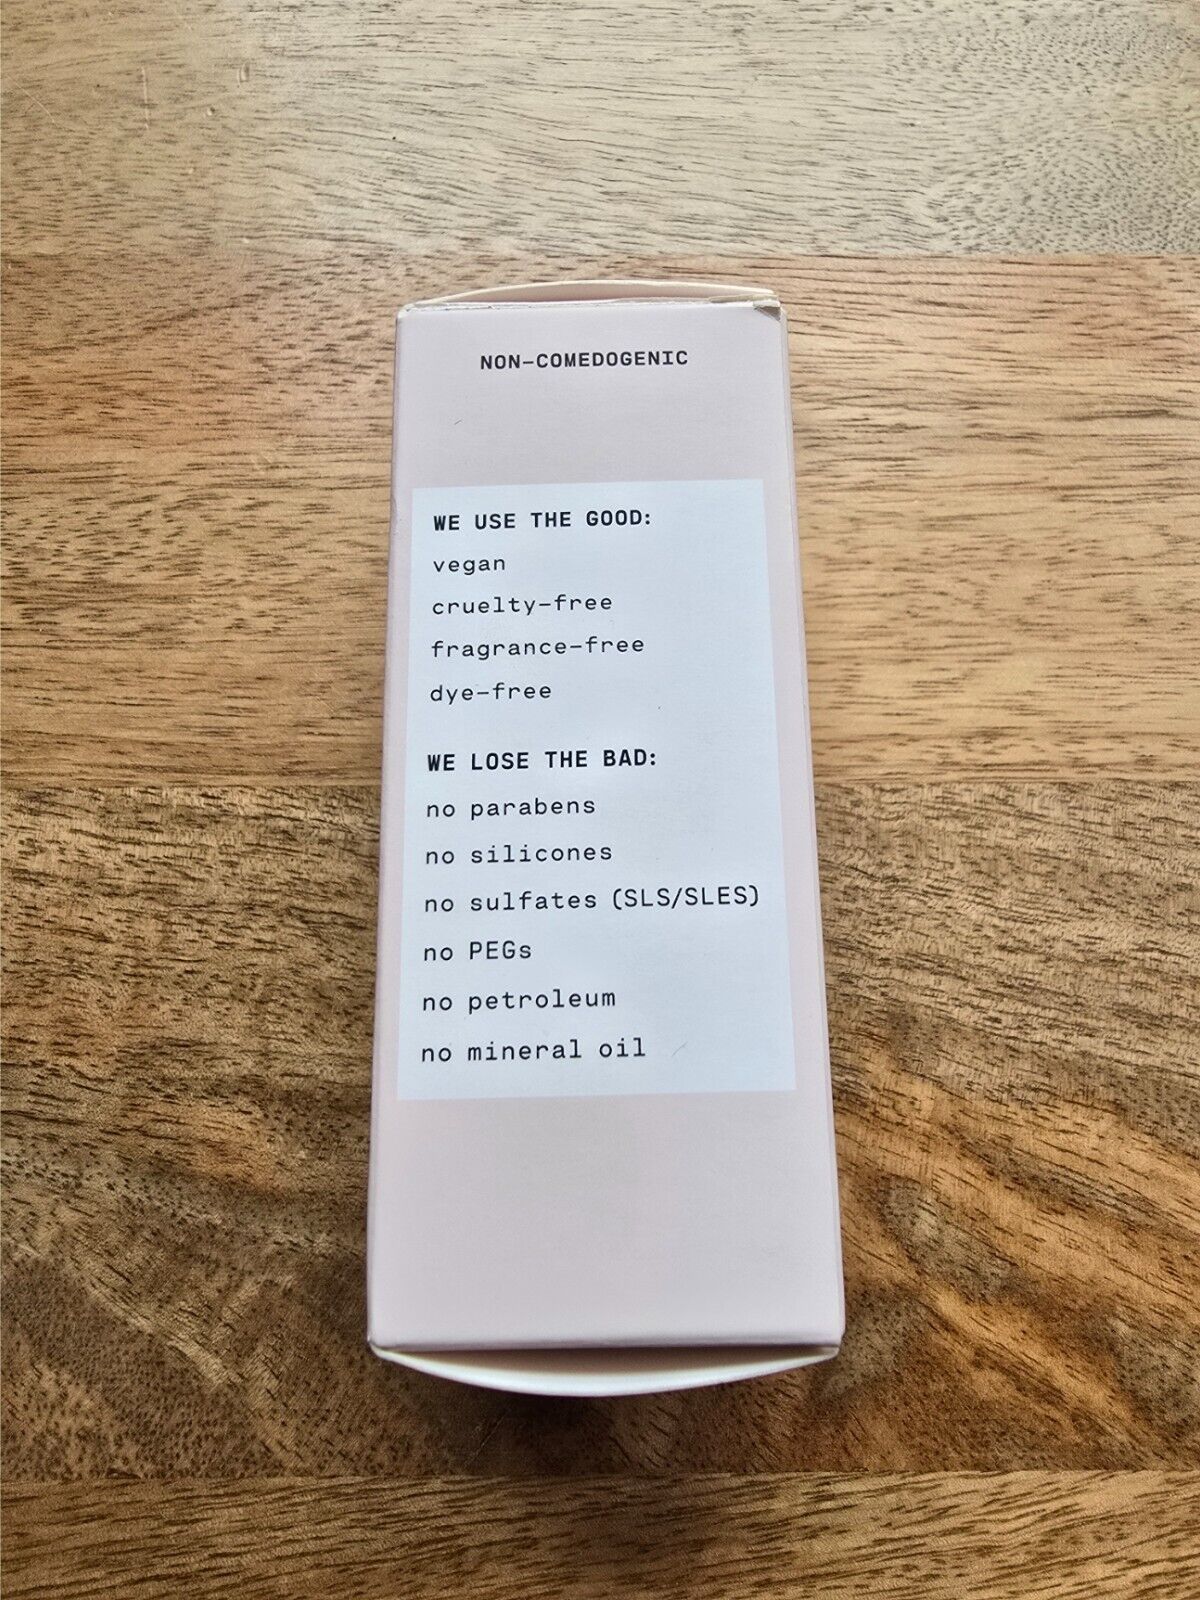 NON-COMEDOGENIC
WE USE THE GOOD:
vegan
cruelty-free
fragrance-free
dye-free
WE LOSE THE BAD:
no parabens
no silicones
no sulfates (SLS/SLES)
no PEGs
no petroleum
no mineral oil